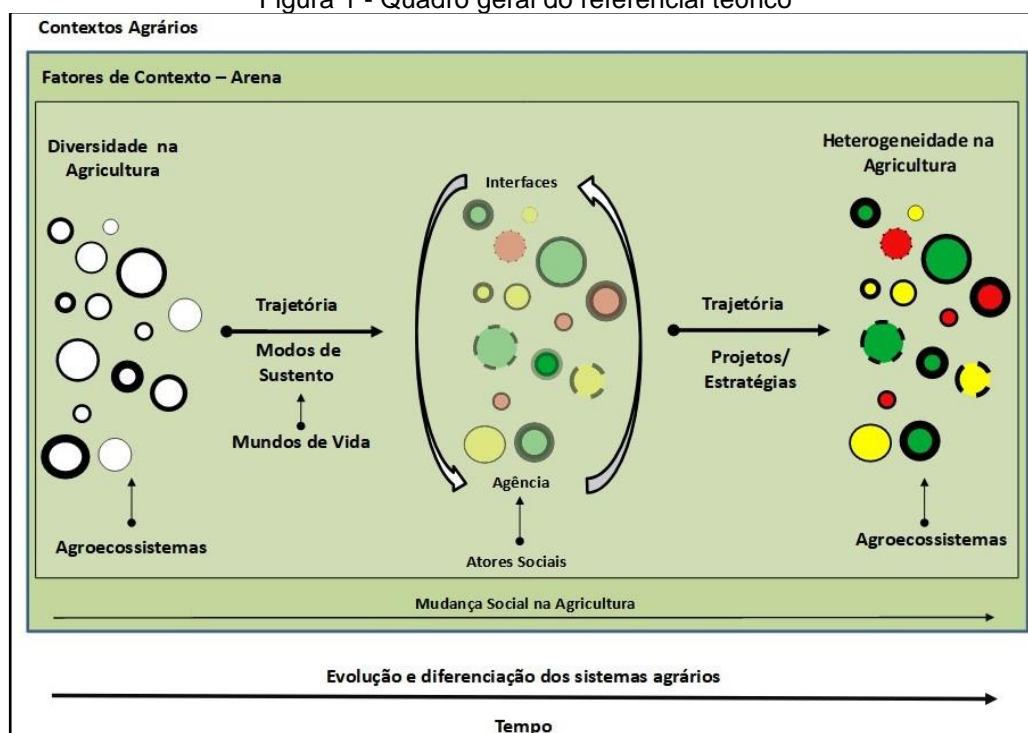 Figura 1 - Quadro geral do referencial teórico
Contextos Agrários
Fatores de Contexto – Arena
Diversidade na
Agricultura
Interfaces
Heterogeneidade na
Agricultura
Trajetória
Modos de
Sustento
Mundos de Vida
Trajetória
Projetos/
Estratégias
Agência
Agroecossistemas
Atores Sociais
Agroecossistemas
Mudança Social na Agricultura
Evolução e diferenciação dos sistemas agrários
Tempo